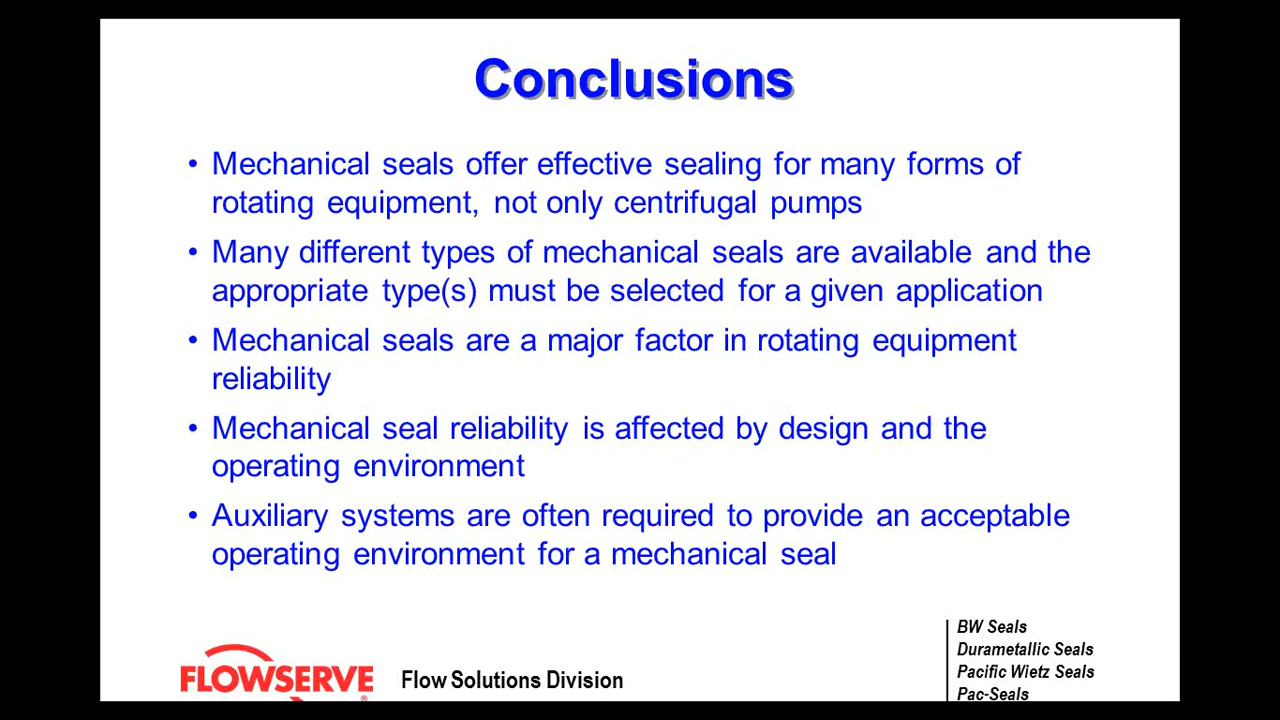 Conclusions
• Mechanical seals offer effective sealing for many forms of
rotating equipment, not only centrifugal pumps
• Many different types of mechanical seals are available and the
appropriate type(s) must be selected for a given application
• Mechanical seals are a major factor in rotating equipment
reliability
• Mechanical seal reliability is affected by design and the
operating environment
• Auxiliary systems are often required to provide an acceptable
operating environment for a mechanical seal
FLOWSERVE
®
Flow Solutions Division
BW Seals
Durametallic Seals
Pacific Wietz Seals
Pac-Seals